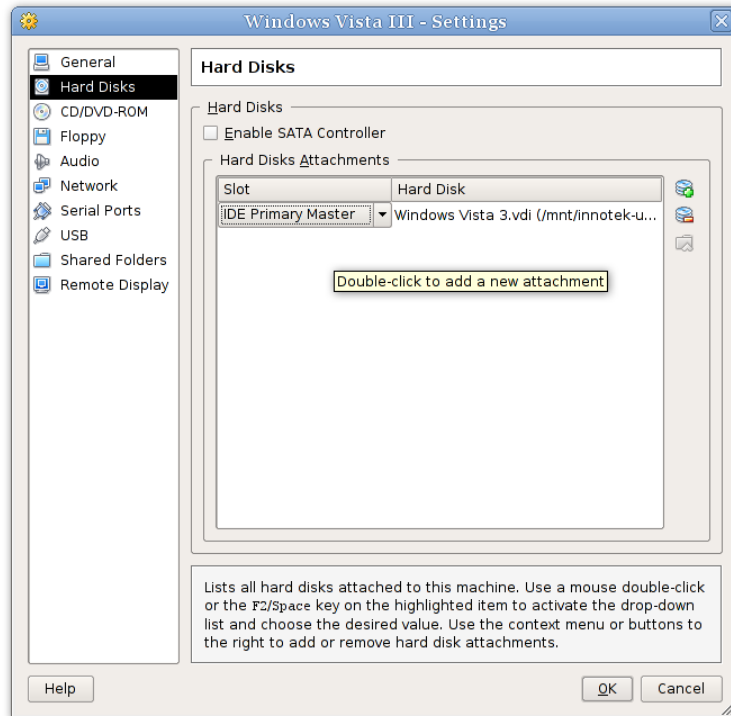 Windows Vista III - Settings
General
Hard Disks
CD/DVD-ROM
Floppy
Audio
Network
Serial Ports
USB
Shared Folders
Remote Display
Hard Disks
Hard Disks
Enable SATA Controller
Hard Disks Attachments
Slot Hard Disk
IDE Primary Master Windows Vista 3.vdi (/mnt/innotek-u...
Double-click to add a new attachment
Lists all hard disks attached to this machine. Use a mouse double-click
or the F2/Space key on the highlighted item to activate the drop-down
list and choose the desired value. Use the context menu or buttons to
the right to add or remove hard disk attachments.
Help OK Cancel